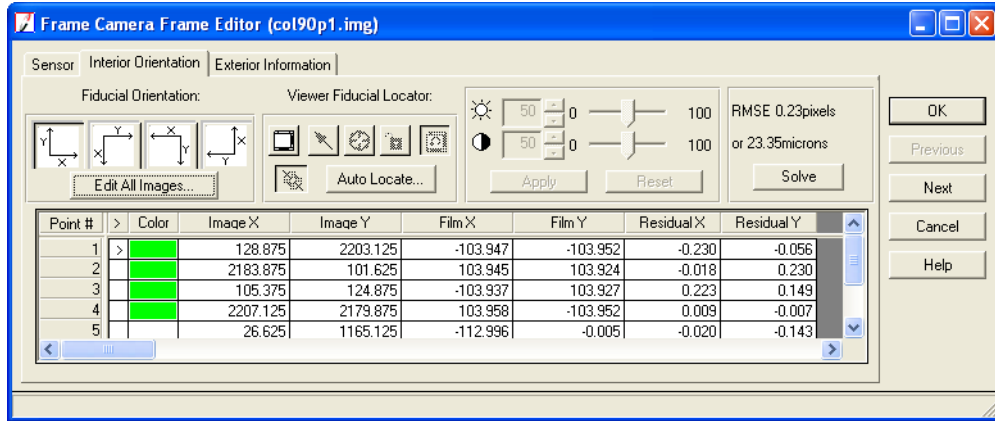 Frame Camera Frame Editor (col90p1.img)
Sensor Interior Orientation Exterior Information
Fiducial Orientation: Viewer Fiducial Locator:
Y X Y X X Y X Y
50 0 100 RMSE 0.23pixels OK
50 0 100 or 23.35microns Previous
Edit All Images... Auto Locate... Apply Reset Solve Next
Point # > Color Image X Image Y Film X Film Y Residual X Residual Y Cancel
1 > 128.875 2203.125 -103.947 -103.952 -0.230 -0.056
2 2183.875 101.625 103.945 103.924 -0.018 0.230 Help
3 105.375 124.875 -103.937 103.927 0.223 0.149
4 2207.125 2179.875 103.958 -103.952 0.009 -0.007
5 26.625 1165.125 -112.996 -0.005 -0.020 -0.143